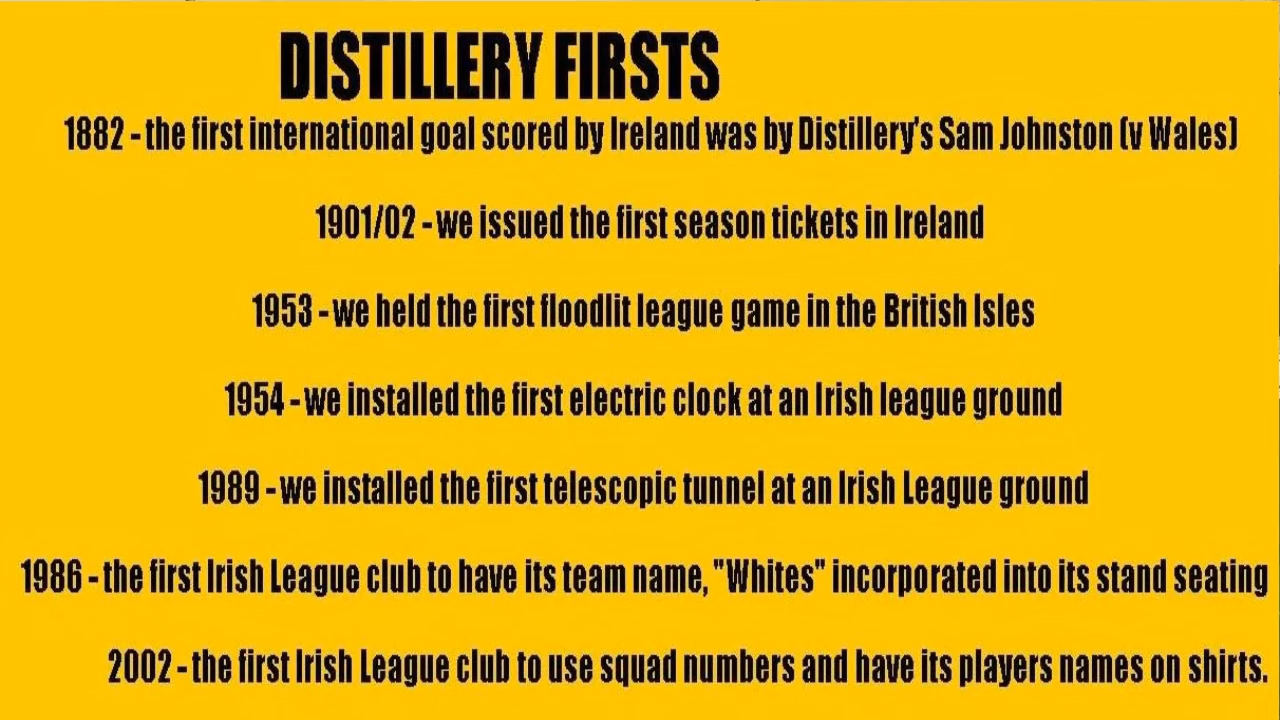 DISTILLERY FIRSTS
1882 - the first international goal scored by Ireland was by Distillery's Sam Johnston (v Wales)
1901/02 - we issued the first season tickets in Ireland
1953 - we held the first floodlit league game in the British Isles
1954 - we installed the first electric clock at an Irish league ground
1989 - we installed the first telescopic tunnel at an Irish League ground
1986 - the first Irish League club to have its team name, "Whites" incorporated into its stand seating
2002 - the first Irish League club to use squad numbers and have its players names on shirts.